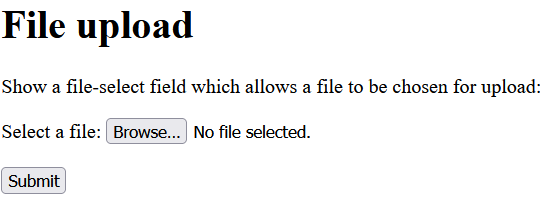 File upload
Show a file-select field which allows a file to be chosen for upload:
Select a file: Browse... No file selected.
Submit